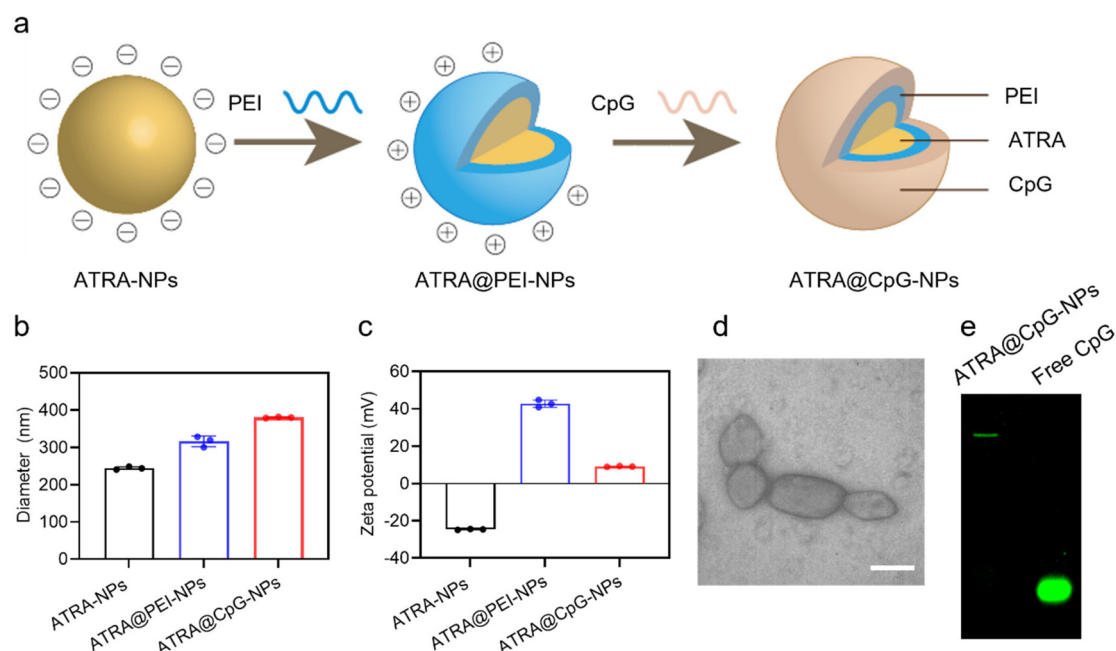 a
PEI
CpG
PEI
ATRA
CpG
ATRA-NPs
ATRA@PEI-NPs
ATRA@CpG-NPs
b
Diameter (nm)
500
400
300
200
100
0
ATRA-NPs
ATRA@PEI-NPs
ATRA@CpG-NPs
c
Zeta potential (mV)
60
40
20
0
-20
-40
ATRA-NPs
ATRA@PEI-NPs
ATRA@CpG-NPs
d
e
ATRA@CpG-NPs
Free CpG